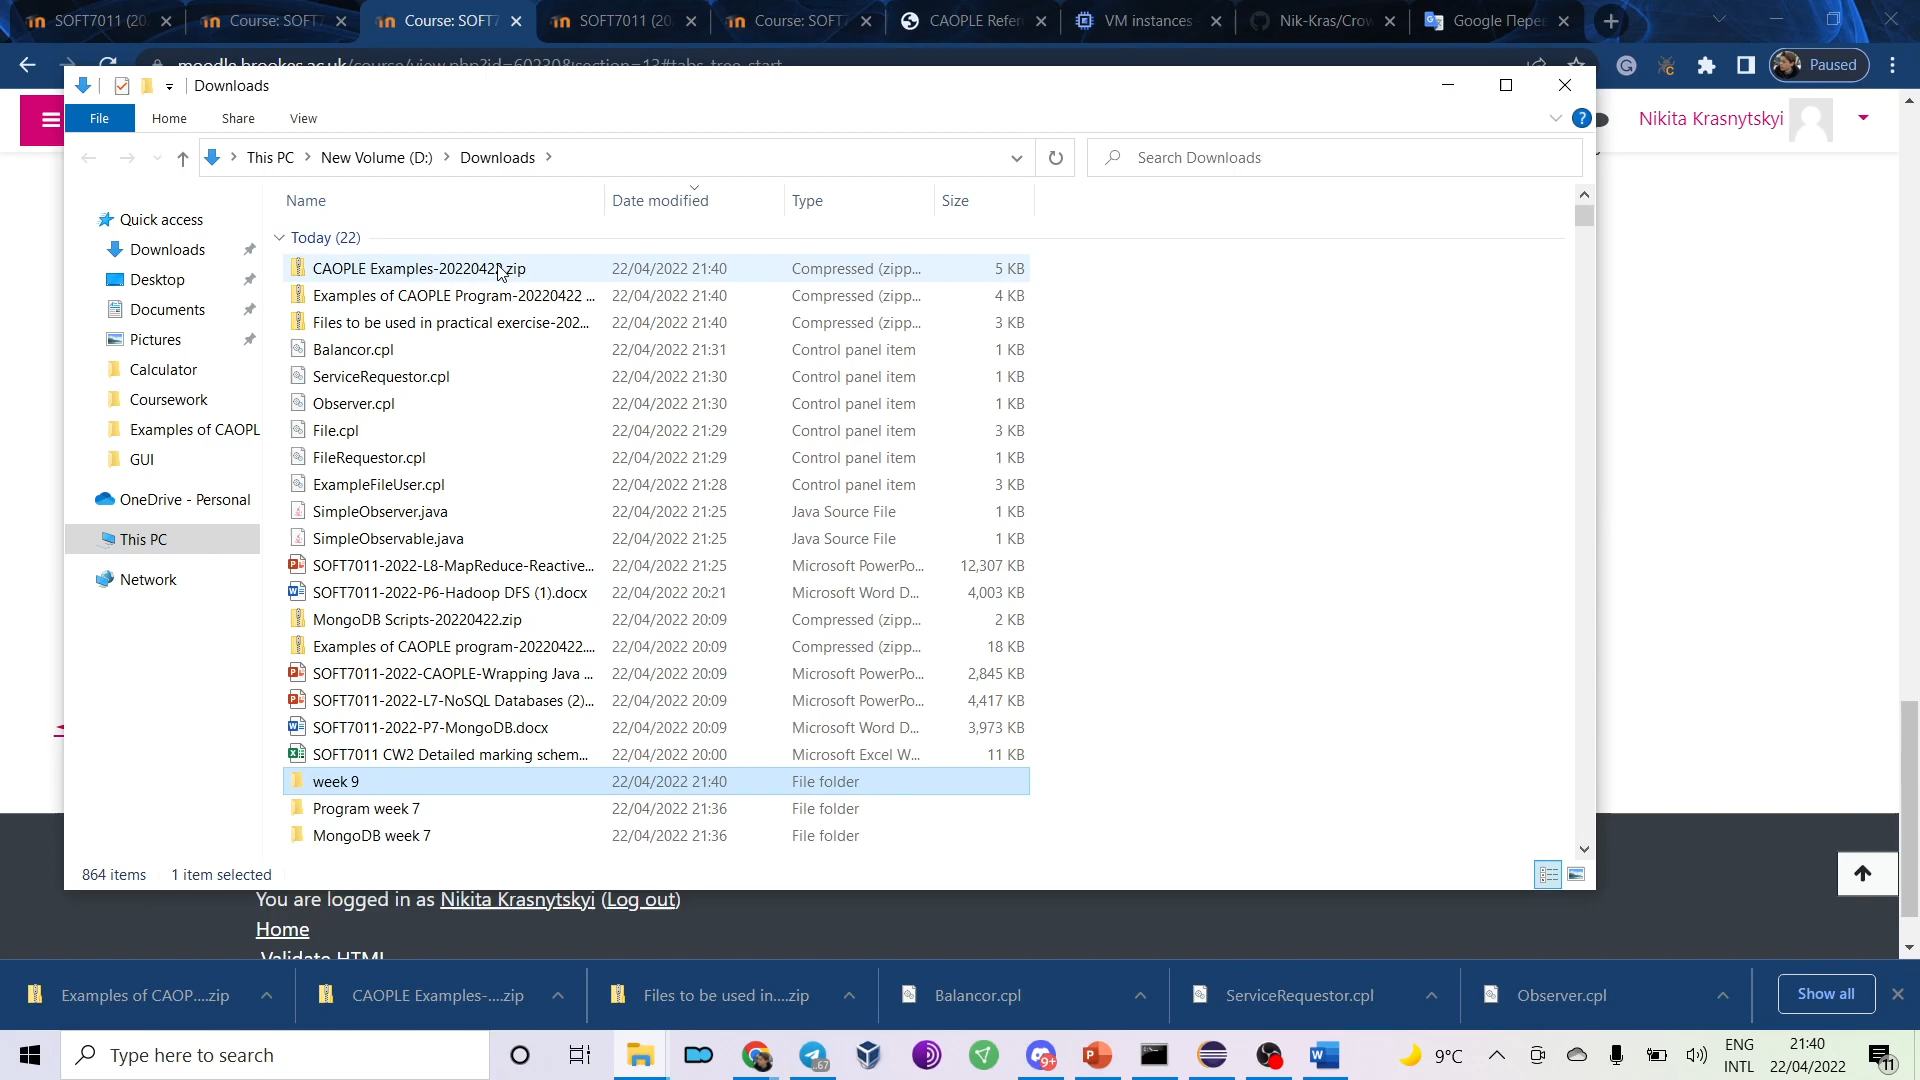 SOFT7011 (20
Course: SOFT7
Course: SOFT7
SOFT7011 (20
Course: SOFT7
CAOPLE Refer
VM instances
Nik-Kras/Crow
Google Пере
Paused
Downloads
Nikita Krasnytskyi
File
Home
Share
View
This PC
New Volume (D:)
Downloads
Search Downloads
Name
Date modified
Type
Size
Quick access
Downloads
Desktop
Documents
Pictures
Calculator
Coursework
Examples of CAOPL
GUI
OneDrive - Personal
This PC
Network
Today (22)
CAOPLE Examples-20220422.zip 22/04/2022 21:40 Compressed (zipp... 5 KB
Examples of CAOPLE Program-20220422 ... 22/04/2022 21:40 Compressed (zipp... 4 KB
Files to be used in practical exercise-202... 22/04/2022 21:40 Compressed (zipp... 3 KB
Balancor.cpl 22/04/2022 21:31 Control panel item 1 KB
ServiceRequestor.cpl 22/04/2022 21:30 Control panel item 1 KB
Observer.cpl 22/04/2022 21:30 Control panel item 1 KB
File.cpl 22/04/2022 21:29 Control panel item 3 KB
FileRequestor.cpl 22/04/2022 21:29 Control panel item 1 KB
ExampleFileUser.cpl 22/04/2022 21:28 Control panel item 3 KB
SimpleObserver.java 22/04/2022 21:25 Java Source File 1 KB
SimpleObservable.java 22/04/2022 21:25 Java Source File 1 KB
SOFT7011-2022-L8-MapReduce-Reactive... 22/04/2022 21:25 Microsoft PowerPo... 12,307 KB
SOFT7011-2022-P6-Hadoop DFS (1).docx 22/04/2022 20:21 Microsoft Word D... 4,003 KB
MongoDB Scripts-20220422.zip 22/04/2022 20:09 Compressed (zipp... 2 KB
Examples of CAOPLE program-20220422.... 22/04/2022 20:09 Compressed (zipp... 18 KB
SOFT7011-2022-CAOPLE-Wrapping Java ... 22/04/2022 20:09 Microsoft PowerPo... 2,845 KB
SOFT7011-2022-L7-NoSQL Databases (2)... 22/04/2022 20:09 Microsoft PowerPo... 4,417 KB
SOFT7011-2022-P7-MongoDB.docx 22/04/2022 20:09 Microsoft Word D... 3,973 KB
SOFT7011 CW2 Detailed marking schem... 22/04/2022 20:00 Microsoft Excel W... 11 KB
week 9 22/04/2022 21:40 File folder
Program week 7 22/04/2022 21:36 File folder
MongoDB week 7 22/04/2022 21:36 File folder
864 items
1 item selected
You are logged in as Nikita Krasnytskyi (Log out)
Home
Validate HTML
Examples of CAOP....zip
CAOPLE Examples-....zip
Files to be used in....zip
Balancor.cpl
ServiceRequestor.cpl
Observer.cpl
Show all
Type here to search
67
9+
9°C
ENG
INTL
21:40
22/04/2022
11